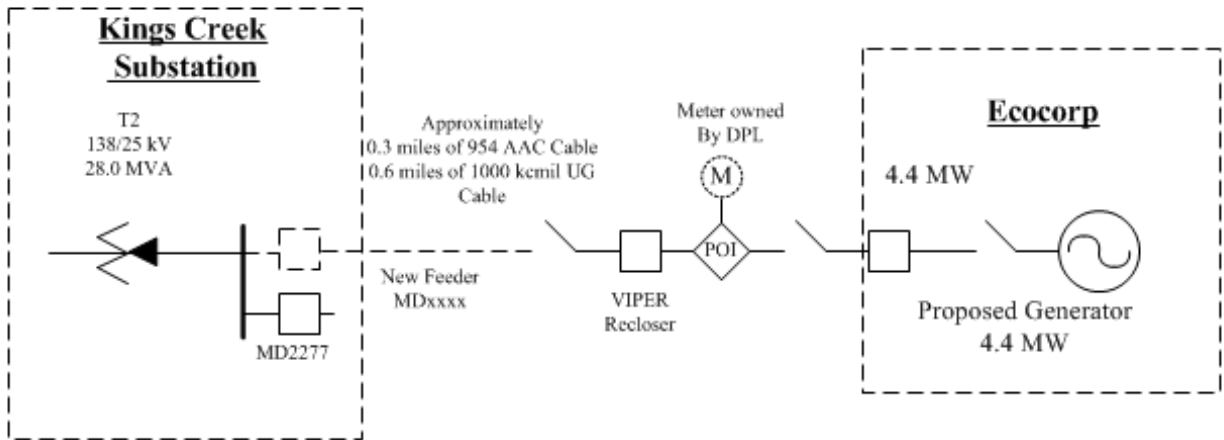 Kings Creek
Substation
T2
138/25 kV
28.0 MVA
MD2277
Approximately
0.3 miles of 954 AAC Cable
0.6 miles of 1000 kcmil UG
Cable
New Feeder
MDxxxx
VIPER
Recloser
Meter owned
By DPL
M
POI
Ecocorp
4.4 MW
Proposed Generator
4.4 MW